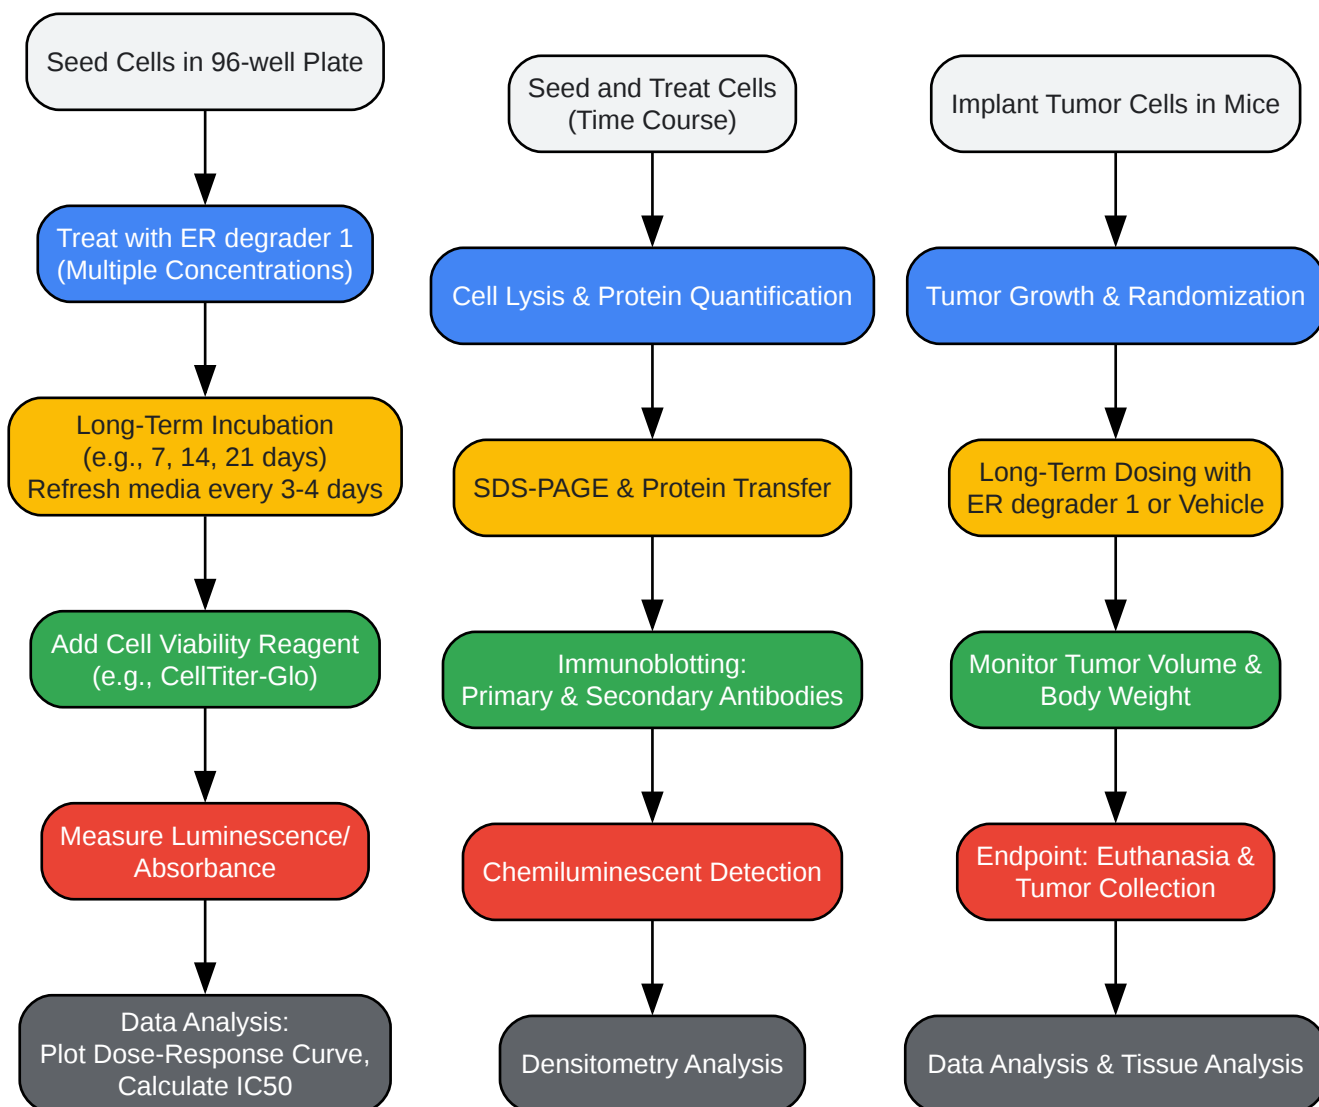 Seed Cells in 96-well Plate
Treat with ER degrader 1
(Multiple Concentrations)
Long-Term Incubation
(e.g., 7, 14, 21 days)
Refresh media every 3-4 days
Add Cell Viability Reagent
(e.g., CellTiter-Glo)
Measure Luminescence/
Absorbance
Data Analysis:
Plot Dose-Response Curve,
Calculate IC50
Seed and Treat Cells
(Time Course)
Cell Lysis & Protein Quantification
SDS-PAGE & Protein Transfer
Immunoblotting:
Primary & Secondary Antibodies
Chemiluminescent Detection
Densitometry Analysis
Implant Tumor Cells in Mice
Tumor Growth & Randomization
Long-Term Dosing with
ER degrader 1 or Vehicle
Monitor Tumor Volume &
Body Weight
Endpoint: Euthanasia &
Tumor Collection
Data Analysis & Tissue Analysis